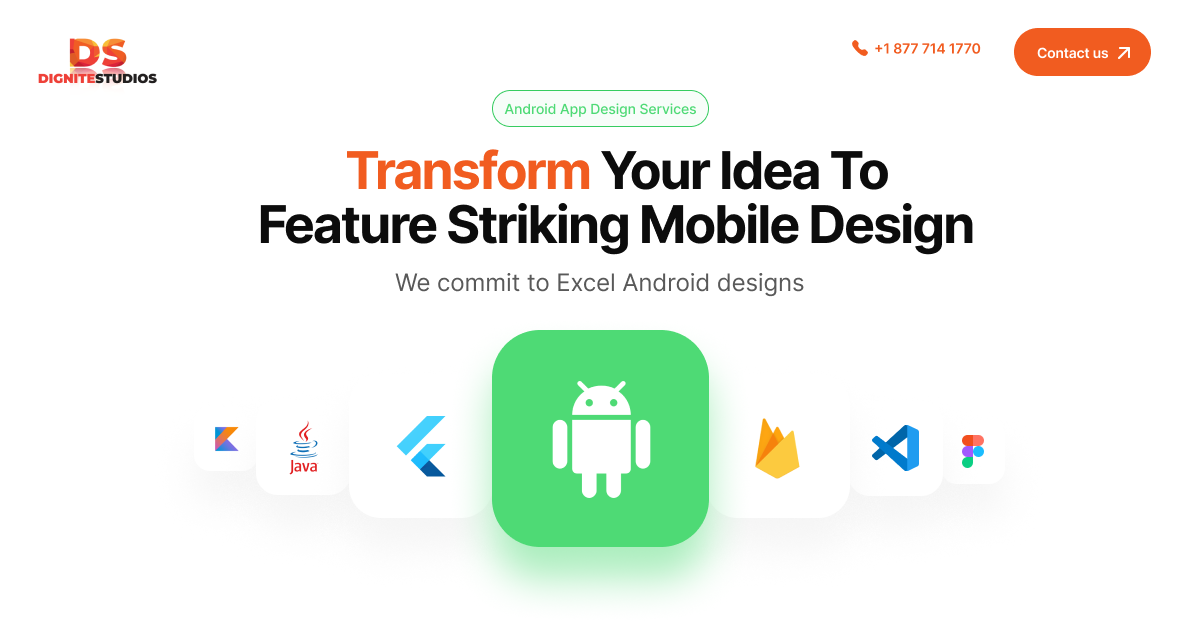 DS
DIGNITESTUDIOS
+1 877 714 1770
Contact us
Android App Design Services
Transform Your Idea To
Feature Striking Mobile Design
We commit to Excel Android designs
Java